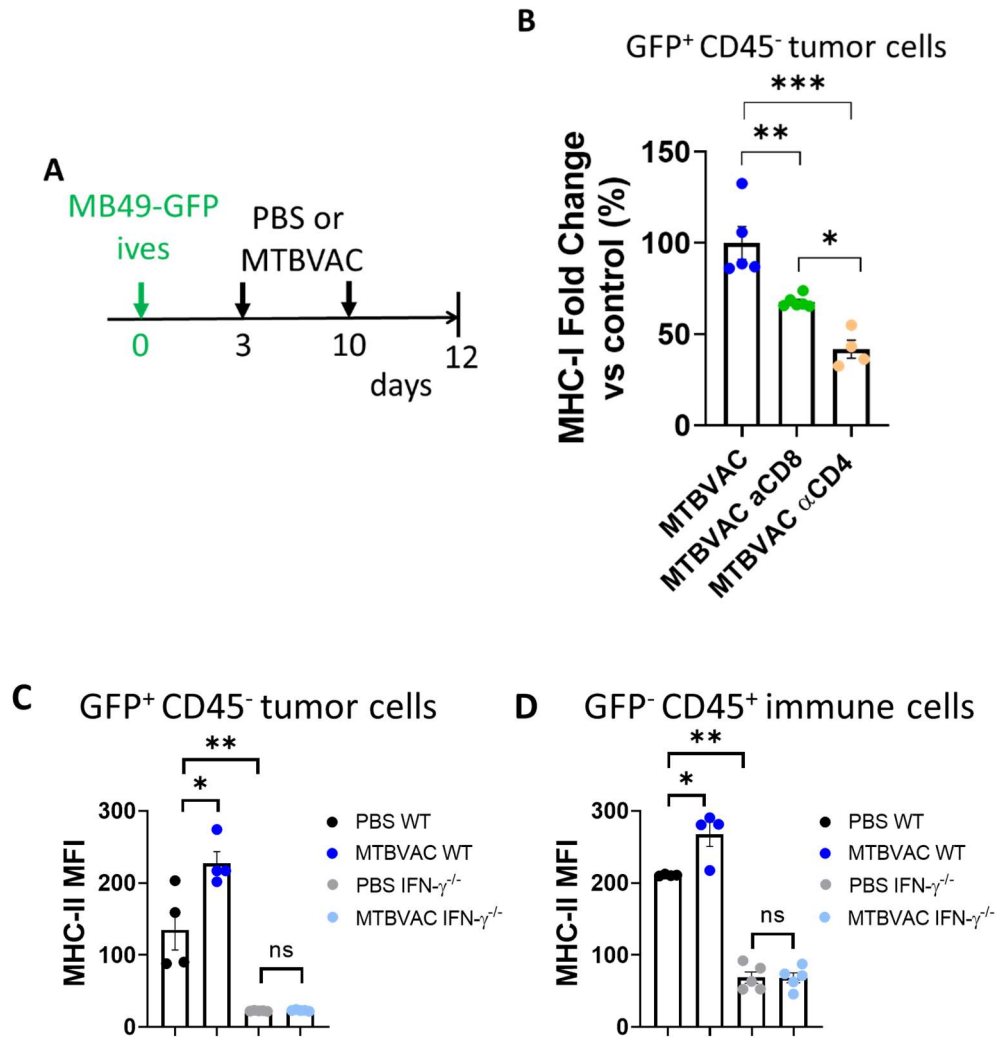 A
MB49-GFP
ives
PBS or
MTBVAC
0
3
10
12
days
B
GFP⁺ CD45⁻ tumor cells
***
**
*
MHC-I Fold Change
vs control (%)
150
100
50
0
MTBVAC
MTBVAC aCD8
MTBVAC αCD4
C
GFP⁺ CD45⁻ tumor cells
**
*
ns
MHC-II MFI
300
200
100
0
PBS WT
MTBVAC WT
PBS IFN-γ⁻/⁻
MTBVAC IFN-γ⁻/⁻
D
GFP⁻ CD45⁺ immune cells
**
*
ns
MHC-II MFI
300
200
100
0
PBS WT
MTBVAC WT
PBS IFN-γ⁻/⁻
MTBVAC IFN-γ⁻/⁻